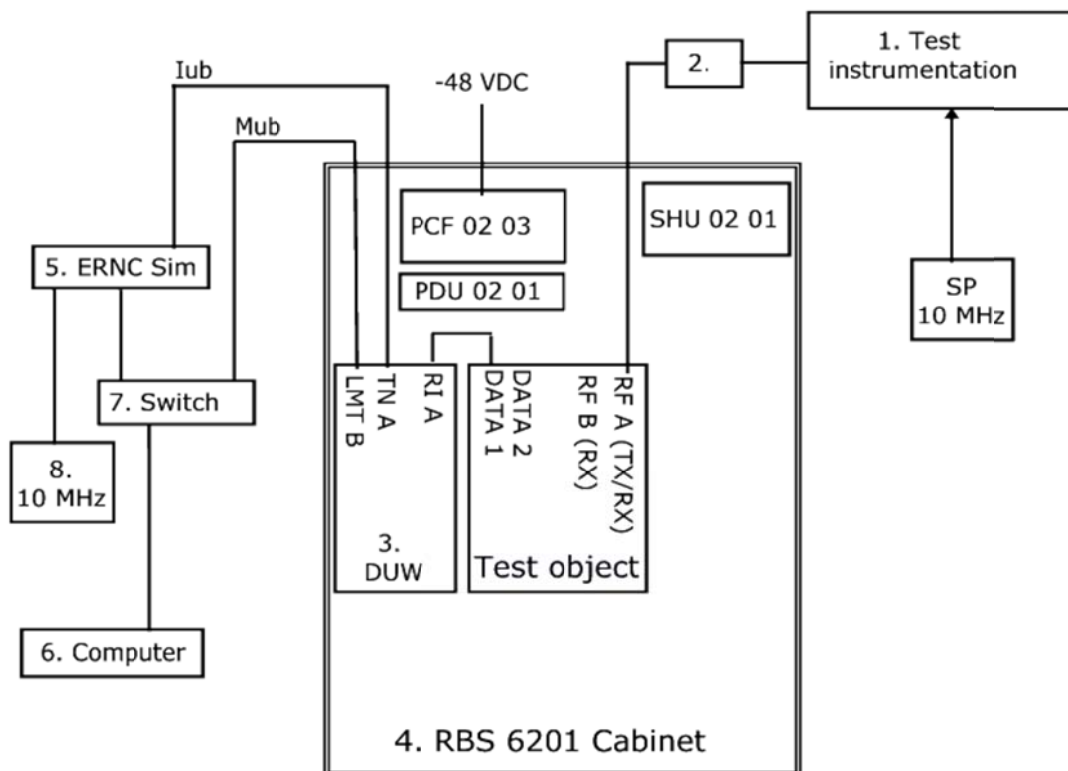 1. Test
instrumentation
2.
Iub
-48 VDC
Mub
PCF 02 03
SHU 02 01
5. ERNC Sim
PDU 02 01
SP
10 MHz
LMT B
TN A
RI A
DATA 1
DATA 2
RF B (RX)
RF A (TX/RX)
7. Switch
8.
10 MHz
3.
DUW
Test object
6. Computer
4. RBS 6201 Cabinet